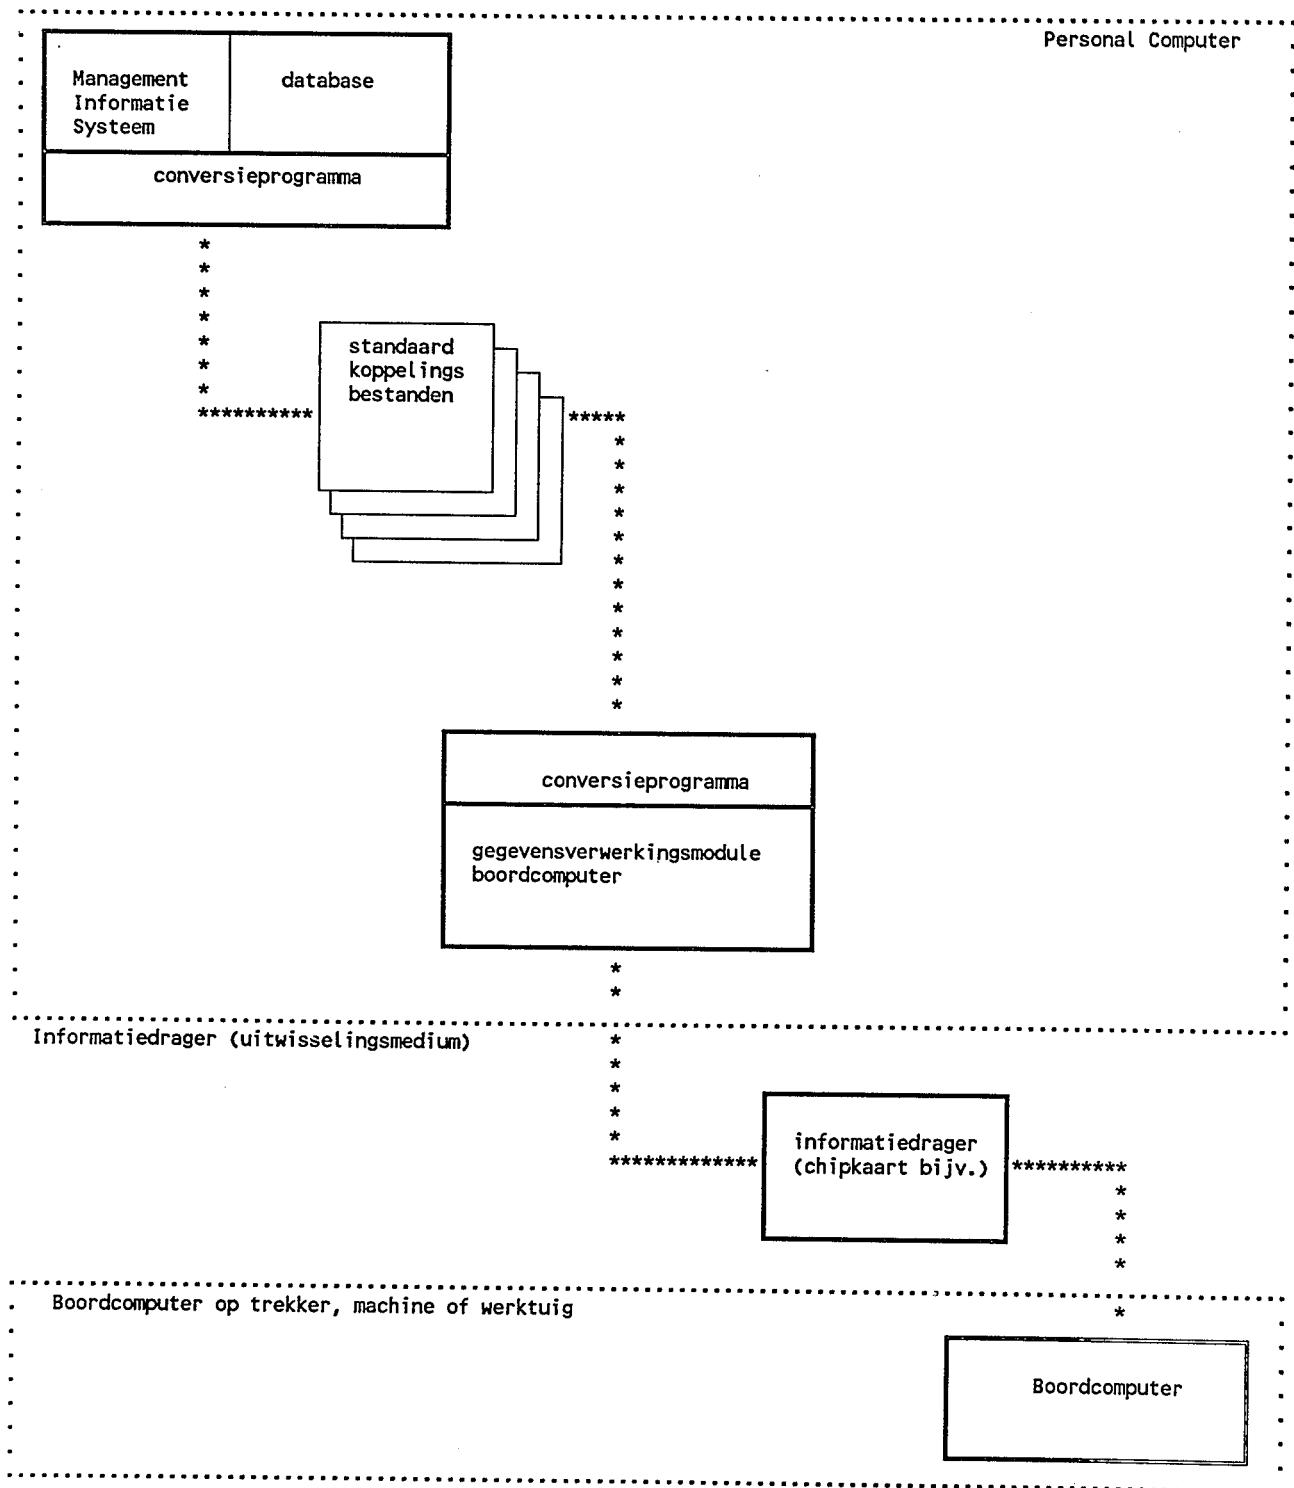 Personal Computer
Management
Informatie
Systeem
database
conversieprogramma
standaard
koppelings
bestanden
conversieprogramma
gegevensverwerkingsmodule
boordcomputer
Informatiedrager (uitwisselingsmedium)
informatiedrager
(chipkaart bijv.)
Boordcomputer op trekker, machine of werktuig
Boordcomputer